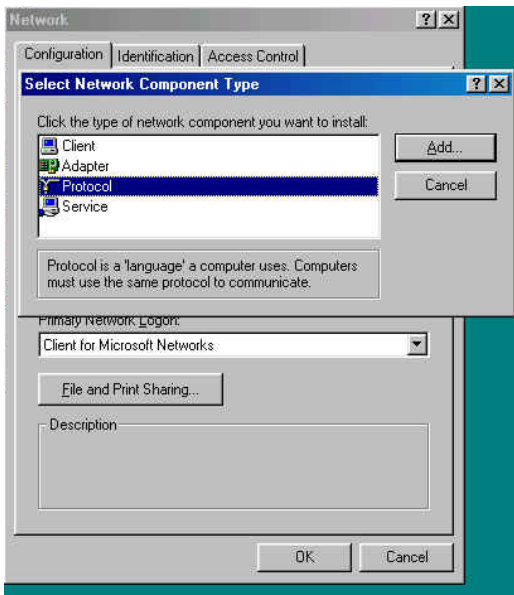 Network
Configuration Identification Access Control
Select Network Component Type
Click the type of network component you want to install:
Client
Adapter
Protocol
Service
Add...
Cancel
Protocol is a 'language' a computer uses. Computers
must use the same protocol to communicate.
Primary Network Logon:
Client for Microsoft Networks
File and Print Sharing...
Description
OK Cancel